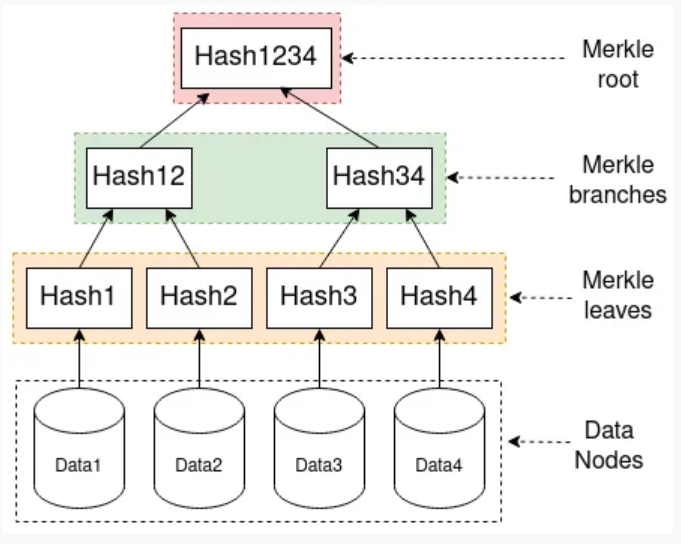 Hash1234
Merkle
root
Hash12
Hash34
Merkle
branches
Hash1
Hash2
Hash3
Hash4
Merkle
leaves
Data1
Data2
Data3
Data4
Data
Nodes